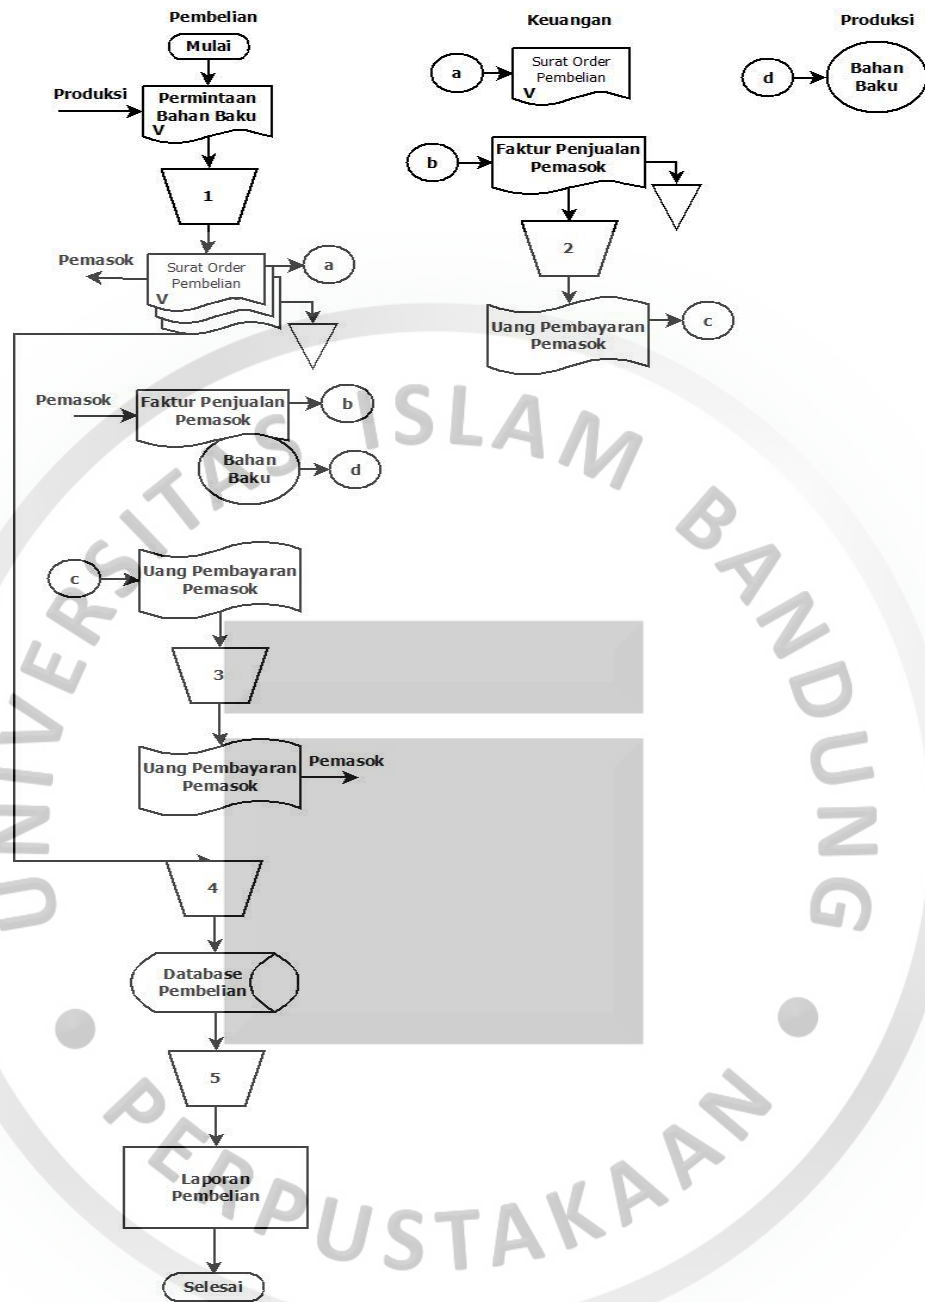 Pembelian
Mulai
Produksi
Permintaan
Bahan Baku
V
1
Pemasok
Surat Order
Pembelian
V
a
Pemasok
Faktur Penjualan
Pemasok
b
Bahan
Baku
d
c
Uang Pembayaran
Pemasok
3
Uang Pembayaran
Pemasok
Pemasok
4
Database
Pembelian
5
Laporan
Pembelian
Selesai
Keuangan
a
Surat Order
Pembelian
V
b
Faktur Penjualan
Pemasok
2
Uang Pembayaran
Pemasok
c
Produksi
d
Bahan
Baku
UNIVERSITAS ISLAM BANDUNG
PERPUSTAKAAN